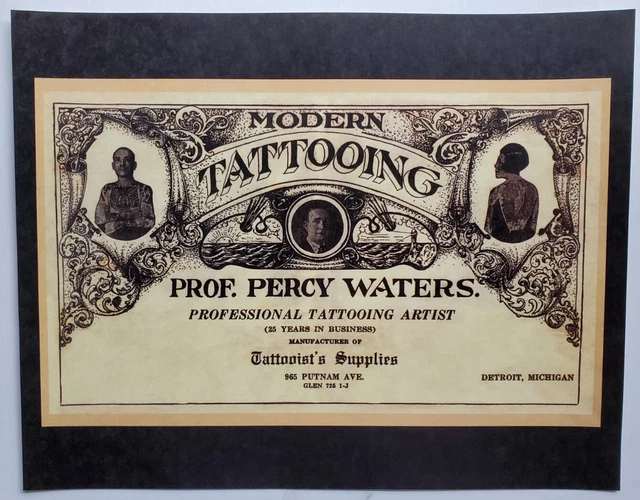 MODERN
TATTOOING
PROF. PERCY WATERS.
PROFESSIONAL TATTOOING ARTIST
(25 YEARS IN BUSINESS)
MANUFACTURER OF
Tattooist's Supplies
965 PUTNAM AVE.
GLEN 725 1-J
DETROIT, MICHIGAN